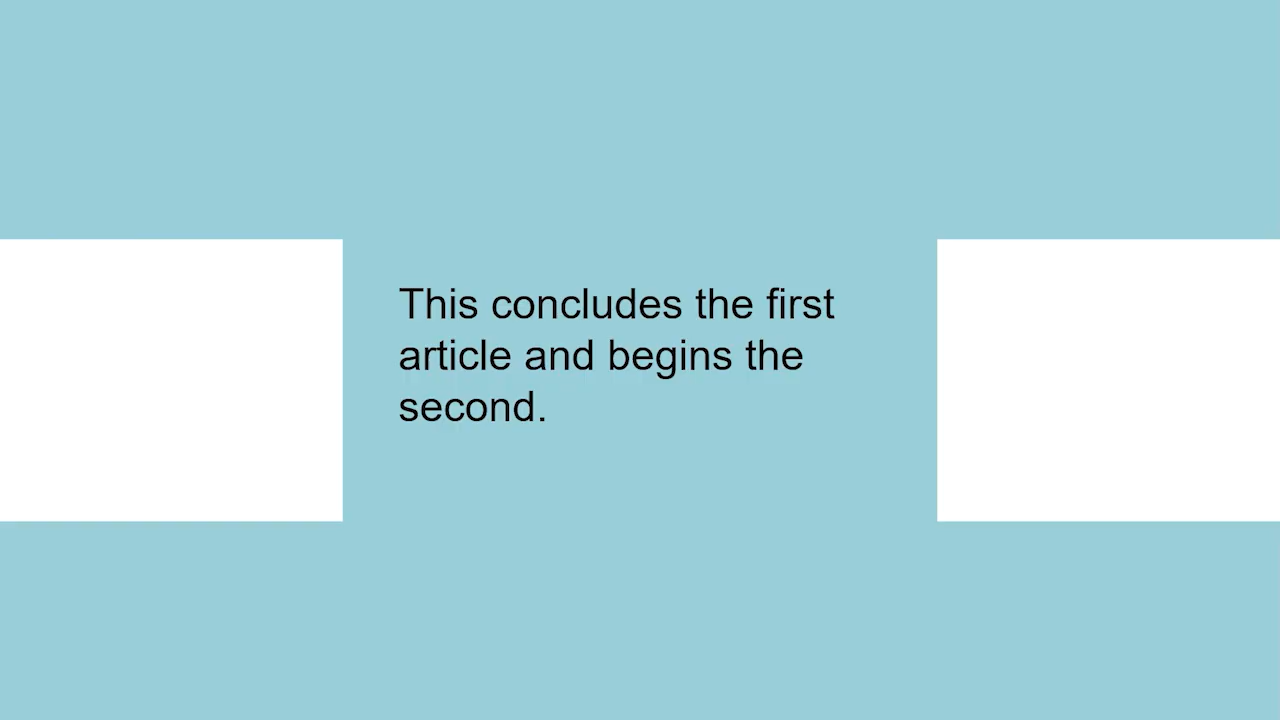 This concludes the first
article and begins the
second.